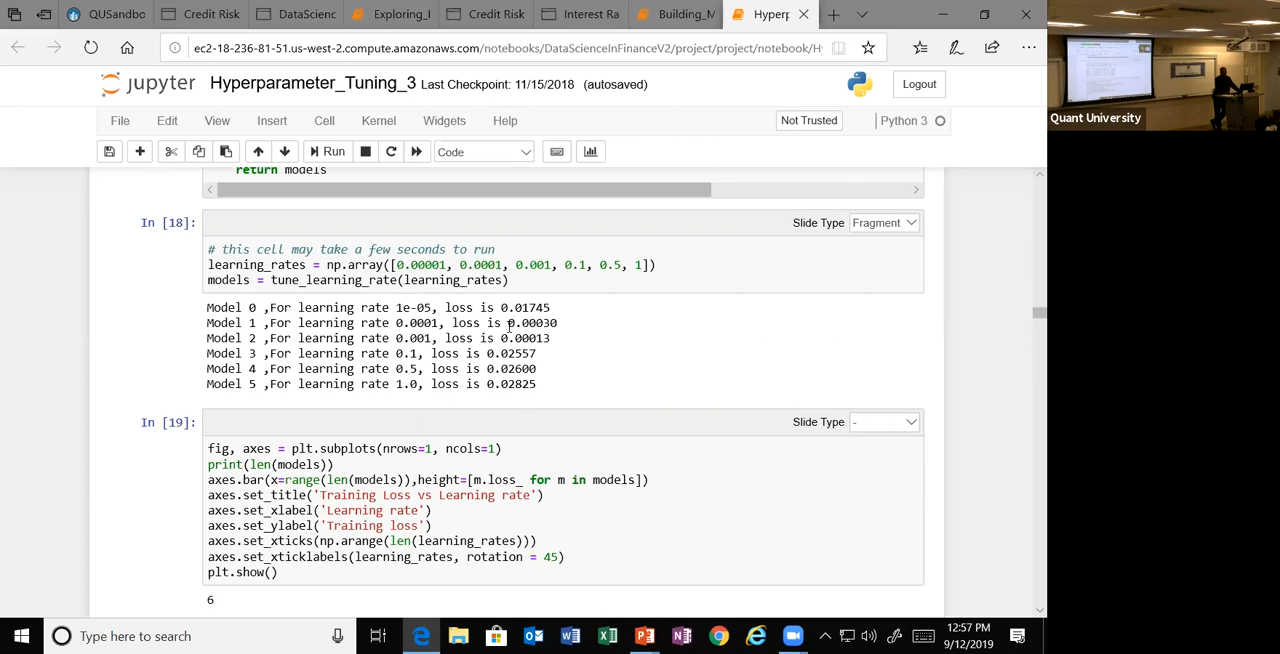 QUSandbo
Credit Risk
DataScienc
Exploring_I
Credit Risk
Interest Ra
Building_M
Hyperp
ec2-18-236-81-51.us-west-2.compute.amazonaws.com/notebooks/DataScienceInFinanceV2/project/project/notebook/Hy
jupyter Hyperparameter_Tuning_3 Last Checkpoint: 11/15/2018 (autosaved)
Logout
File Edit View Insert Cell Kernel Widgets Help
Not Trusted
Python 3
Run
Code
return models
In [18]:
Slide Type Fragment
# this cell may take a few seconds to run
learning_rates = np.array([0.00001, 0.0001, 0.001, 0.1, 0.5, 1])
models = tune_learning_rate(learning_rates)
Model 0 ,For learning rate 1e-05, loss is 0.01745
Model 1 ,For learning rate 0.0001, loss is 0.00030
Model 2 ,For learning rate 0.001, loss is 0.00013
Model 3 ,For learning rate 0.1, loss is 0.02557
Model 4 ,For learning rate 0.5, loss is 0.02600
Model 5 ,For learning rate 1.0, loss is 0.02825
In [19]:
Slide Type -
fig, axes = plt.subplots(nrows=1, ncols=1)
print(len(models))
axes.bar(x=range(len(models)),height=[m.loss_ for m in models])
axes.set_title('Training Loss vs Learning rate')
axes.set_xlabel('Learning rate')
axes.set_ylabel('Training loss')
axes.set_xticks(np.arange(len(learning_rates)))
axes.set_xticklabels(learning_rates, rotation = 45)
plt.show()
6
Type here to search
12:57 PM
9/12/2019
Quant University